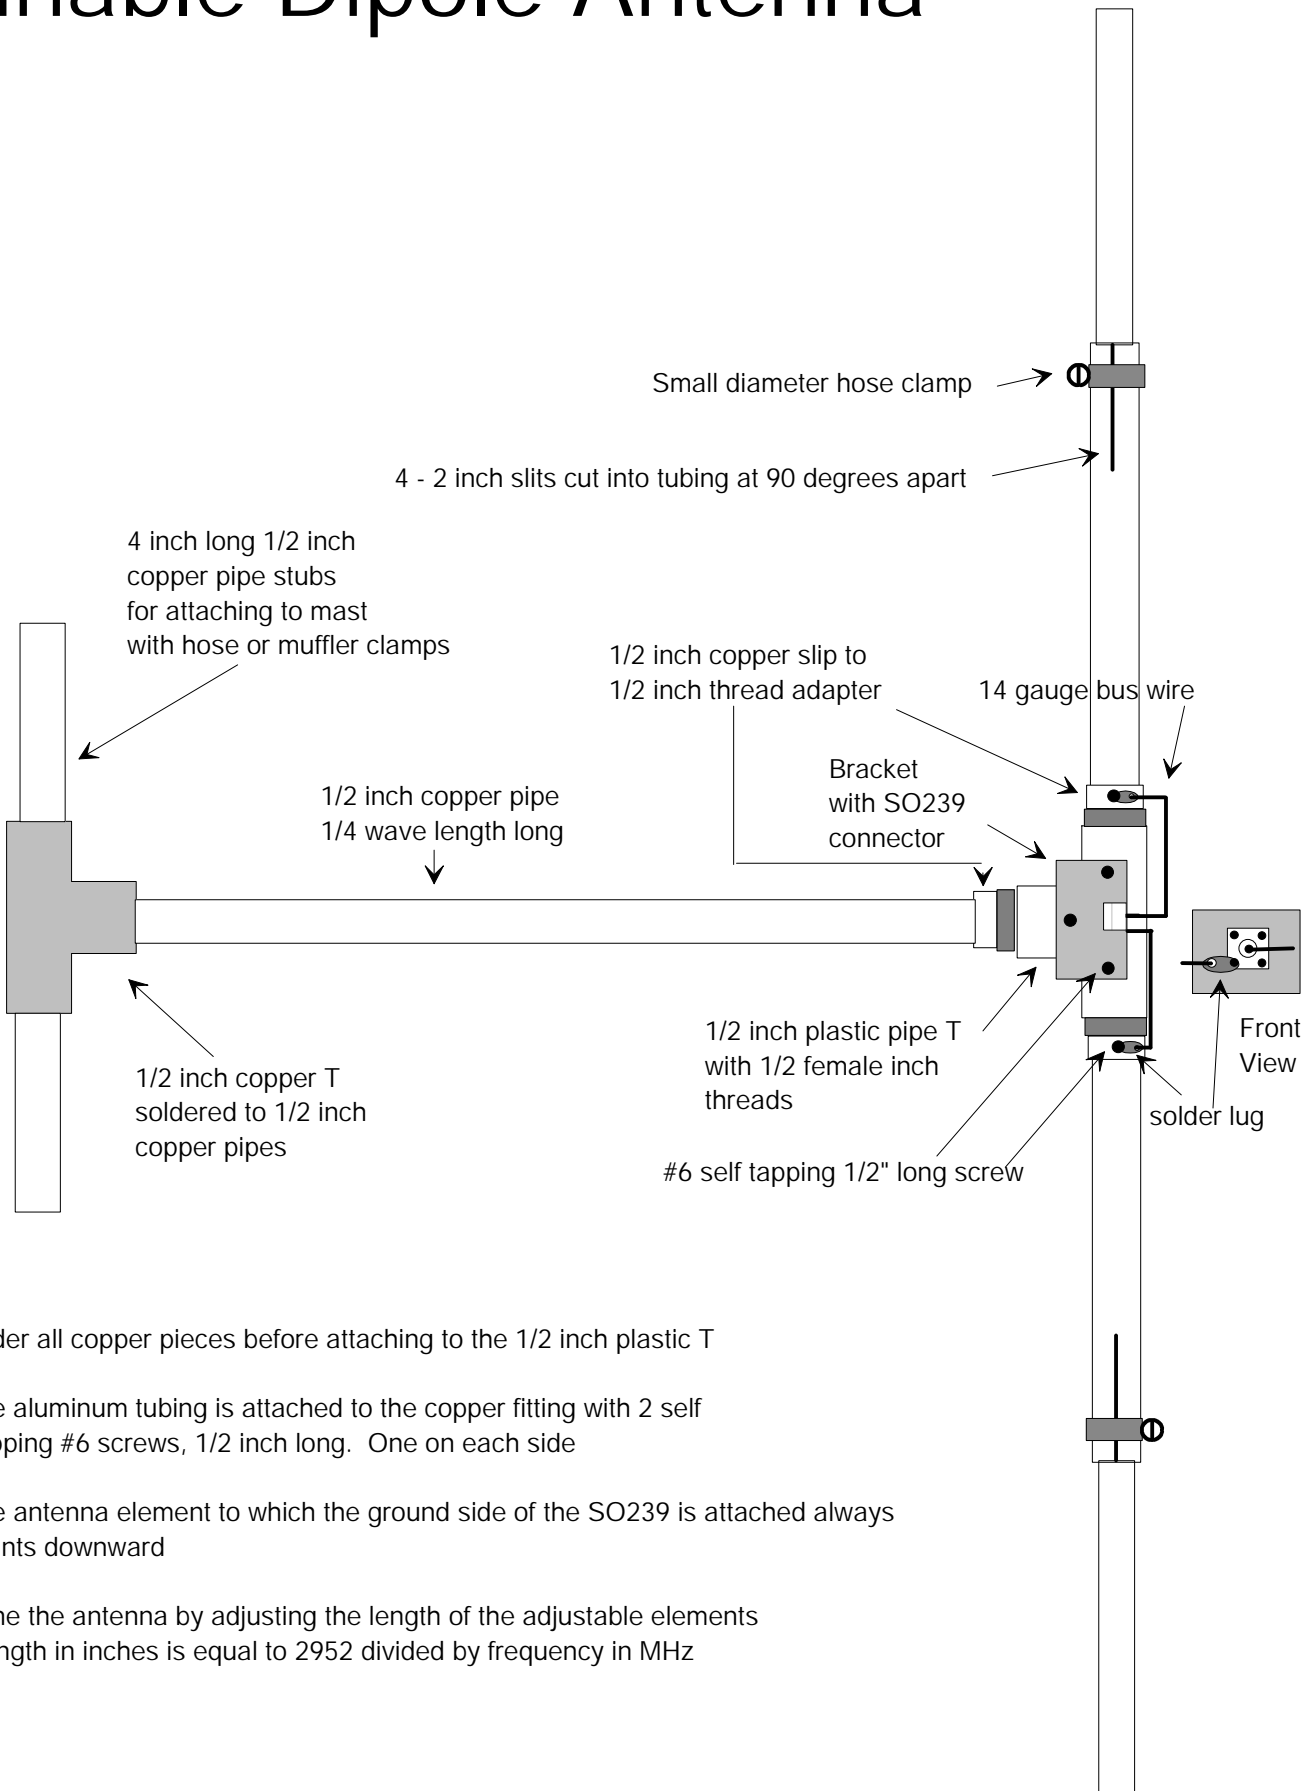 nable Dipole Antenna
Small diameter hose clamp
4 - 2 inch slits cut into tubing at 90 degrees apart
4 inch long 1/2 inch
copper pipe stubs
for attaching to mast
with hose or muffler clamps
1/2 inch copper slip to
1/2 inch thread adapter
14 gauge bus wire
Bracket
with SO239
connector
1/2 inch copper pipe
1/4 wave length long
1/2 inch plastic pipe T
with 1/2 female inch
threads
Front
View
1/2 inch copper T
soldered to 1/2 inch
copper pipes
solder lug
#6 self tapping 1/2" long screw
der all copper pieces before attaching to the 1/2 inch plastic T
e aluminum tubing is attached to the copper fitting with 2 self
ping #6 screws, 1/2 inch long. One on each side
e antenna element to which the ground side of the SO239 is attached always
nts downward
ne the antenna by adjusting the length of the adjustable elements
ngth in inches is equal to 2952 divided by frequency in MHz